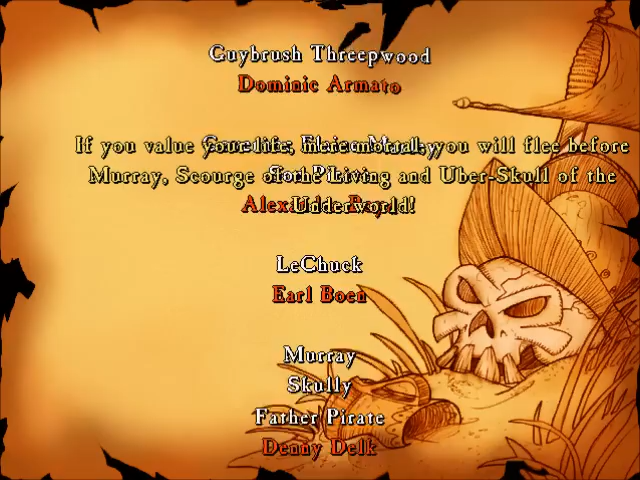 Guybrush Threepwood
Dominic Armato
If you value your life, mere mortal, you will flee before
Murray, Scourge of the Living and Uber-Skull of the
Underworld!
LeChuck
Earl Boen
Murray
Skully
Father Pirate
Denny Delk